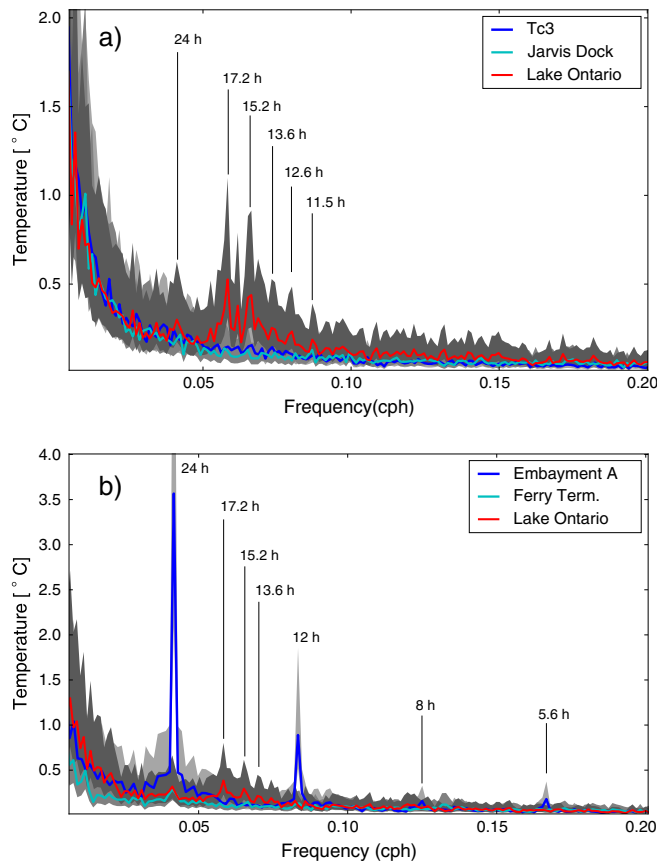 a)
2.0
1.5
1.0
0.5
Temperature [ ° C]
24 h
17.2 h
15.2 h
13.6 h
12.6 h
11.5 h
Tc3
Jarvis Dock
Lake Ontario
0.05
0.10
0.15
0.20
Frequency(cph)
b)
4.0
3.5
3.0
2.5
2.0
1.5
1.0
0.5
Temperature [ ° C]
24 h
17.2 h
15.2 h
13.6 h
12 h
8 h
5.6 h
Embayment A
Ferry Term.
Lake Ontario
0.05
0.10
0.15
0.20
Frequency (cph)